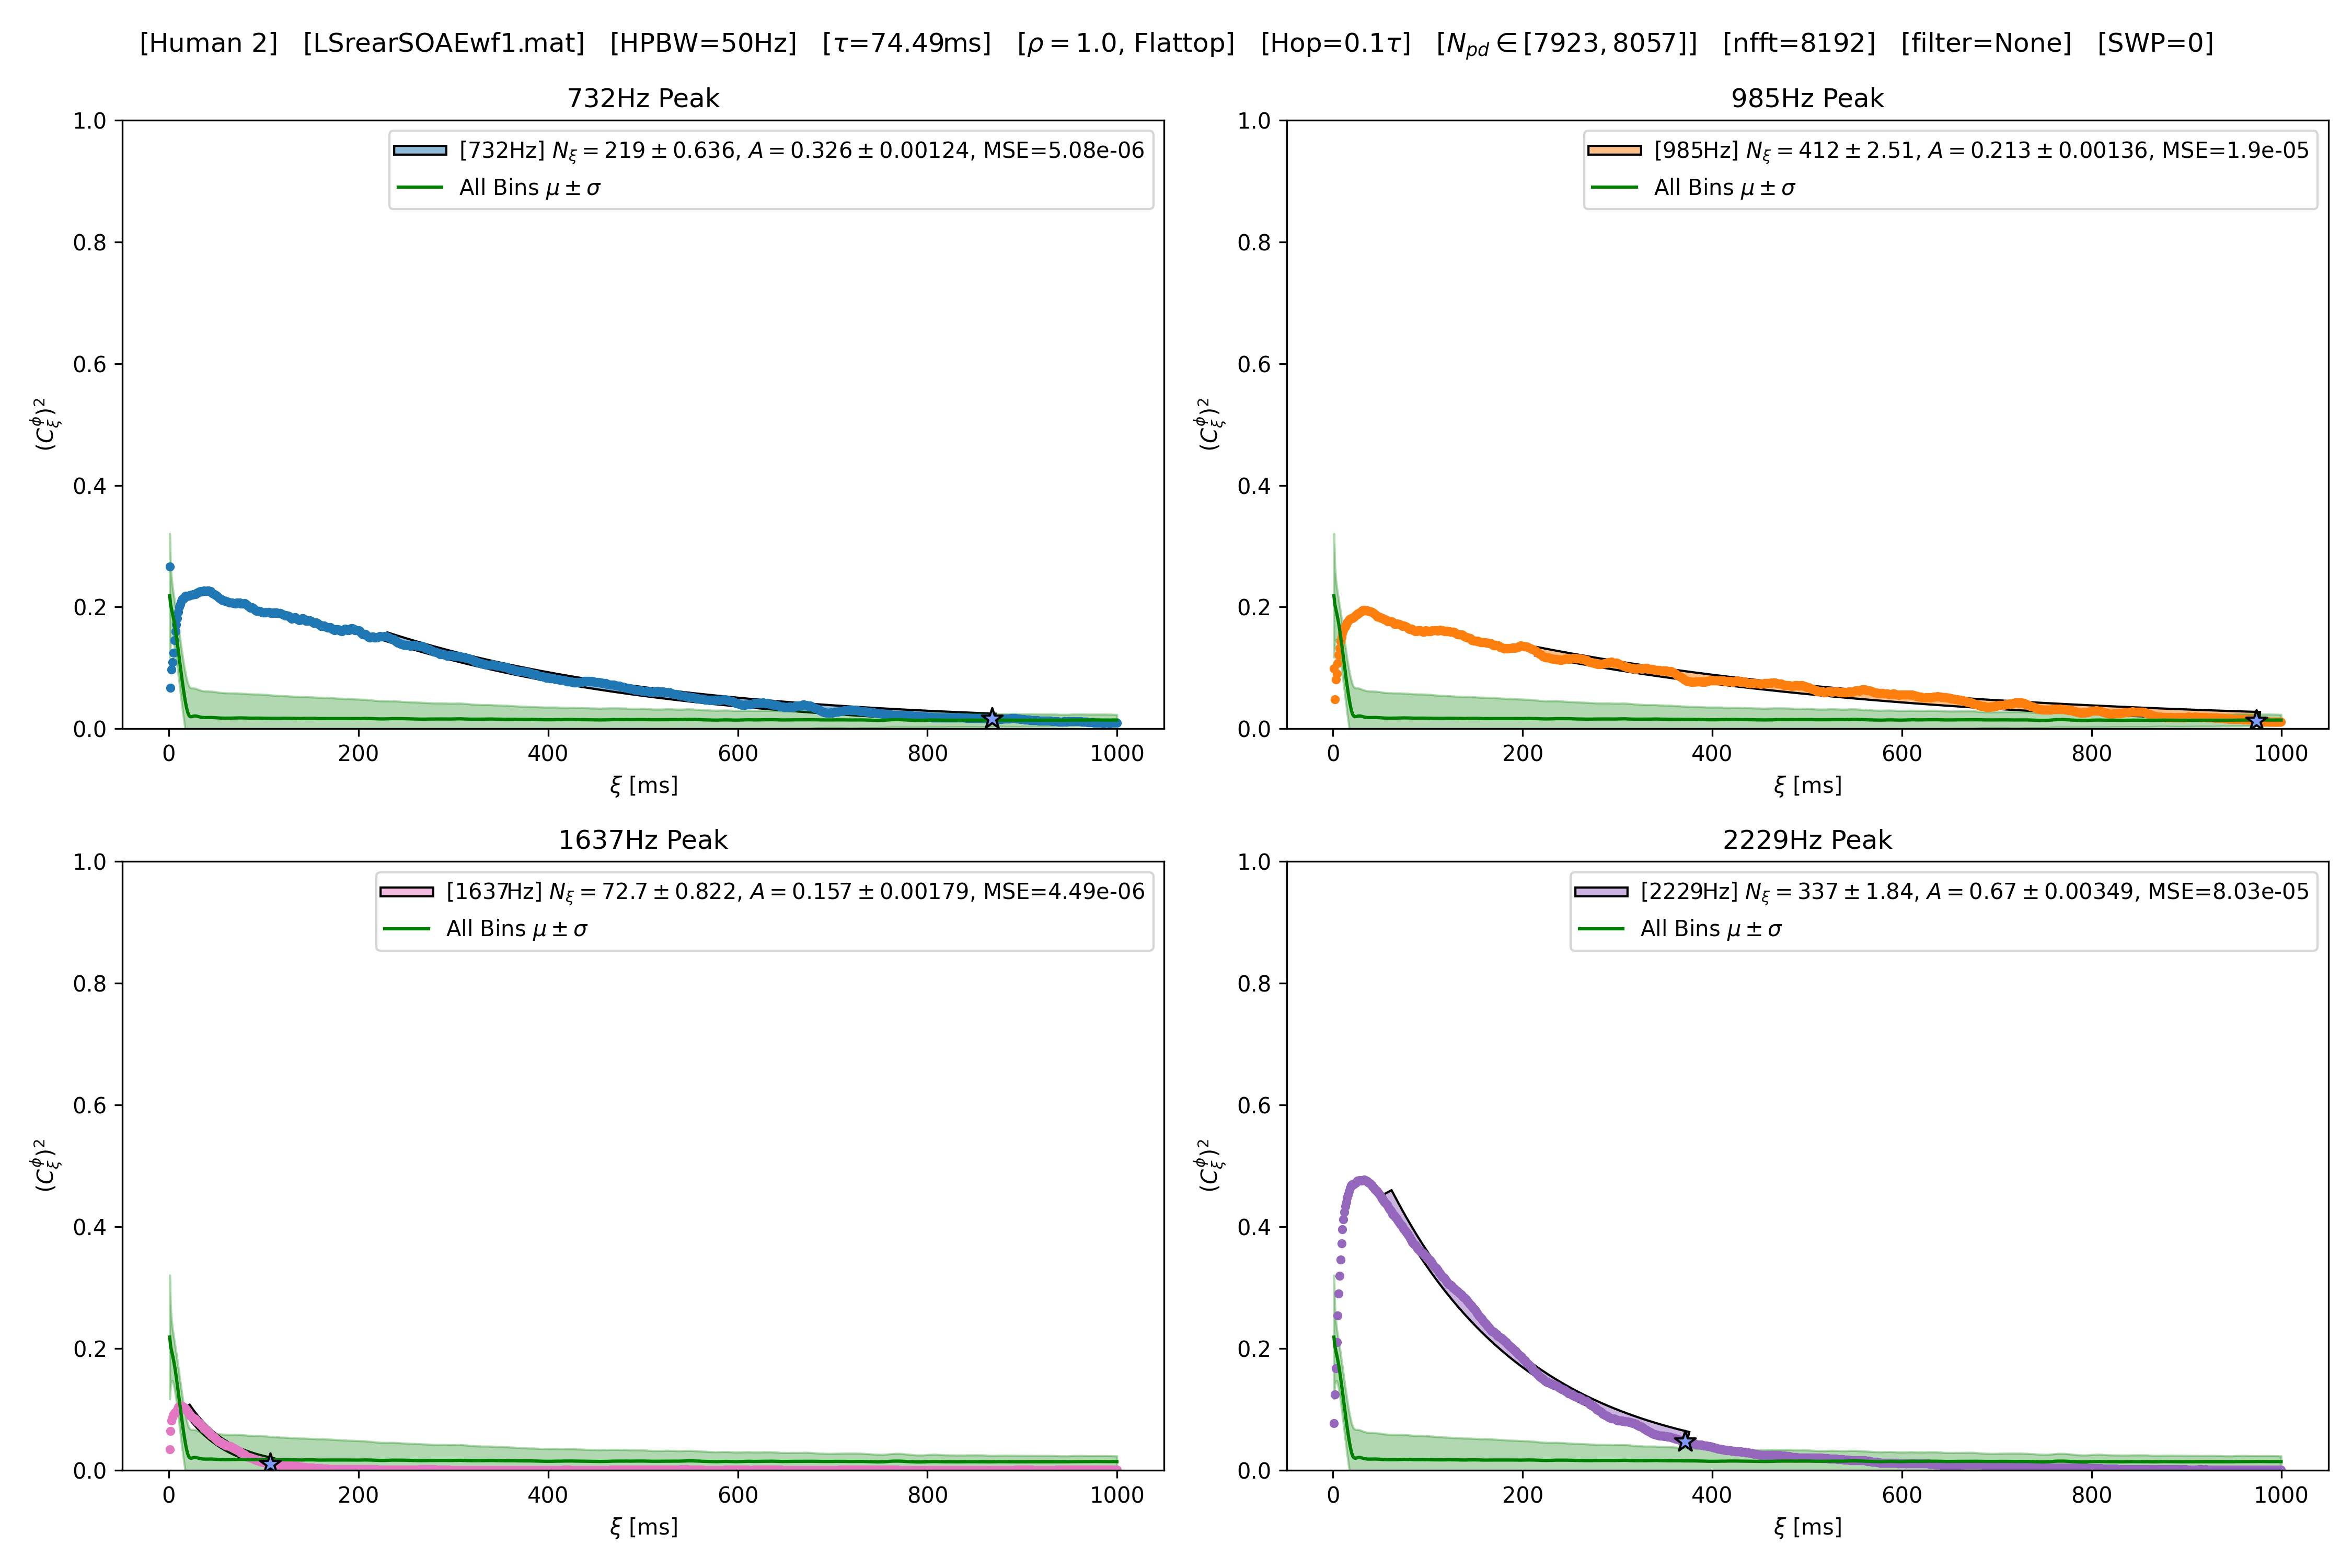 [Human 2] [LSrearSOAEwf1.mat] [HPBW=50Hz] [τ=74.49ms] [ρ = 1.0, Flattop] [Hop=0.1τ] [N_pd ∈ [7923, 8057]] [nfft=8192] [filter=None] [SWP=0]
732Hz Peak
[732Hz] N_ξ = 219 ± 0.636, A = 0.326 ± 0.00124, MSE=5.08e-06
All Bins μ ± σ
1.0
0.8
0.6
0.4
0.2
0.0
(C_ξ^ϕ)²
0 200 400 600 800 1000
ξ [ms]
985Hz Peak
[985Hz] N_ξ = 412 ± 2.51, A = 0.213 ± 0.00136, MSE=1.9e-05
All Bins μ ± σ
1.0
0.8
0.6
0.4
0.2
0.0
(C_ξ^ϕ)²
0 200 400 600 800 1000
ξ [ms]
1637Hz Peak
[1637Hz] N_ξ = 72.7 ± 0.822, A = 0.157 ± 0.00179, MSE=4.49e-06
All Bins μ ± σ
1.0
0.8
0.6
0.4
0.2
0.0
(C_ξ^ϕ)²
0 200 400 600 800 1000
ξ [ms]
2229Hz Peak
[2229Hz] N_ξ = 337 ± 1.84, A = 0.67 ± 0.00349, MSE=8.03e-05
All Bins μ ± σ
1.0
0.8
0.6
0.4
0.2
0.0
(C_ξ^ϕ)²
0 200 400 600 800 1000
ξ [ms]